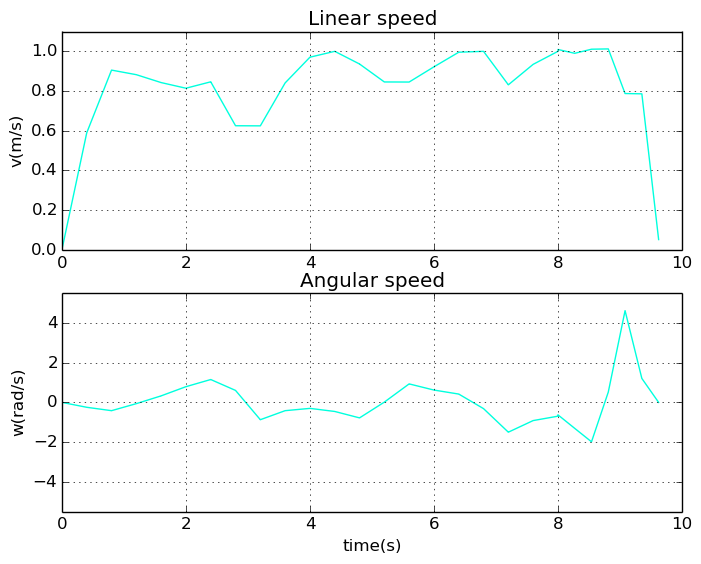 Linear speed
1.0
0.8
0.6
0.4
0.2
0.0
v(m/s)
0 2 4 6 8 10
Angular speed
4
2
0
−2
−4
w(rad/s)
0 2 4 6 8 10
time(s)